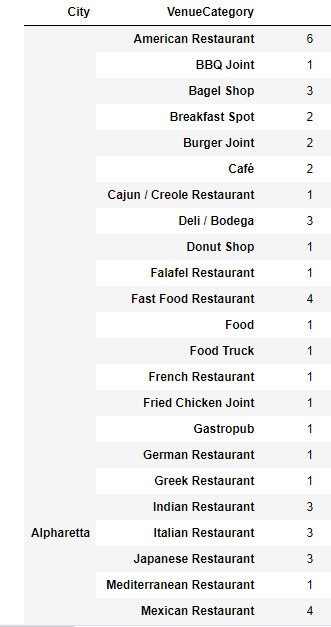 City VenueCategory
American Restaurant 6
BBQ Joint 1
Bagel Shop 3
Breakfast Spot 2
Burger Joint 2
Café 2
Cajun / Creole Restaurant 1
Deli / Bodega 3
Donut Shop 1
Falafel Restaurant 1
Fast Food Restaurant 4
Food 1
Food Truck 1
French Restaurant 1
Fried Chicken Joint 1
Gastropub 1
German Restaurant 1
Greek Restaurant 1
Indian Restaurant 3
Alpharetta Italian Restaurant 3
Japanese Restaurant 3
Mediterranean Restaurant 1
Mexican Restaurant 4